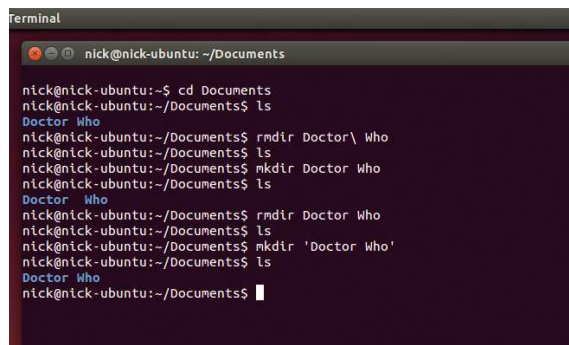 Terminal
nick@nick-ubuntu: ~/Documents
nick@nick-ubuntu:~$ cd Documents
nick@nick-ubuntu:~/Documents$ ls
Doctor Who
nick@nick-ubuntu:~/Documents$ rmdir Doctor\ Who
nick@nick-ubuntu:~/Documents$ ls
nick@nick-ubuntu:~/Documents$ mkdir Doctor Who
nick@nick-ubuntu:~/Documents$ ls
Doctor  Who
nick@nick-ubuntu:~/Documents$ rmdir Doctor Who
nick@nick-ubuntu:~/Documents$ ls
nick@nick-ubuntu:~/Documents$ mkdir 'Doctor Who'
nick@nick-ubuntu:~/Documents$ ls
Doctor Who
nick@nick-ubuntu:~/Documents$